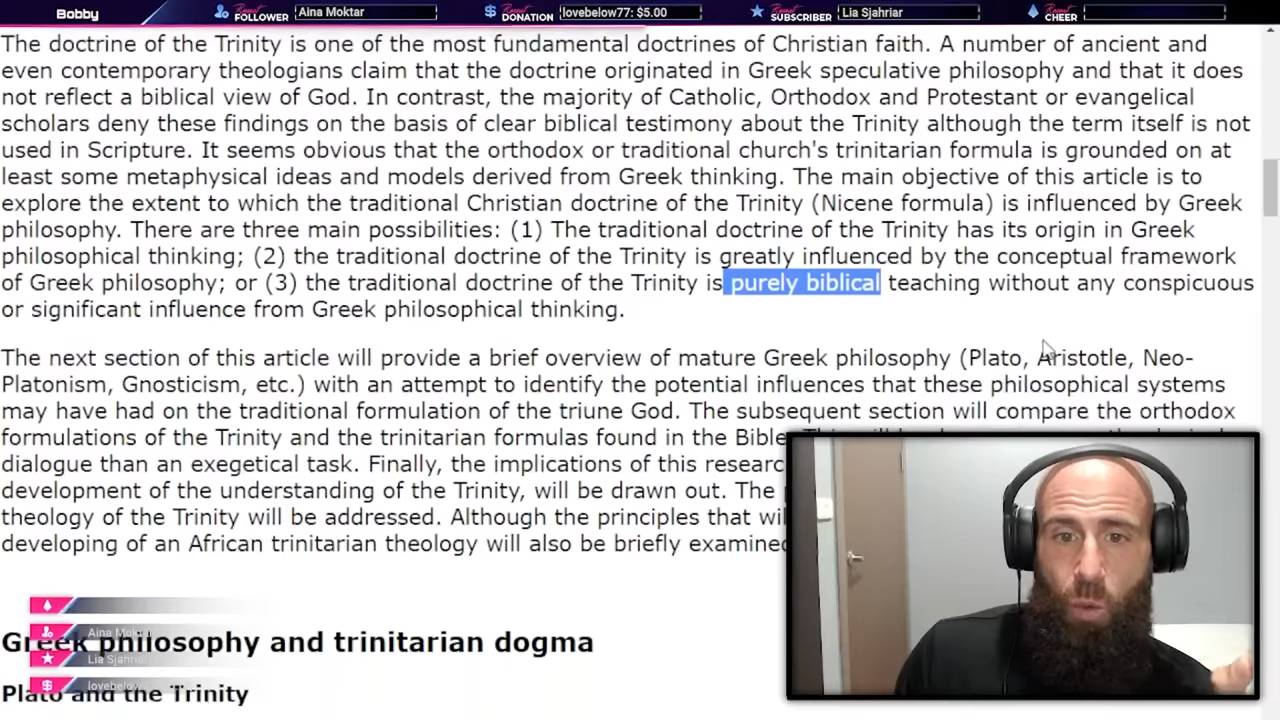 Bobby
Recent FOLLOWER Aina Moktar
Recent DONATION lovebelow77: $5.00
Recent SUBSCRIBER Lia Sjahriar
Recent CHEER
The doctrine of the Trinity is one of the most fundamental doctrines of Christian faith. A number of ancient and
even contemporary theologians claim that the doctrine originated in Greek speculative philosophy and that it does
not reflect a biblical view of God. In contrast, the majority of Catholic, Orthodox and Protestant or evangelical
scholars deny these findings on the basis of clear biblical testimony about the Trinity although the term itself is not
used in Scripture. It seems obvious that the orthodox or traditional church's trinitarian formula is grounded on at
least some metaphysical ideas and models derived from Greek thinking. The main objective of this article is to
explore the extent to which the traditional Christian doctrine of the Trinity (Nicene formula) is influenced by Greek
philosophy. There are three main possibilities: (1) The traditional doctrine of the Trinity has its origin in Greek
philosophical thinking; (2) the traditional doctrine of the Trinity is greatly influenced by the conceptual framework
of Greek philosophy; or (3) the traditional doctrine of the Trinity is purely biblical teaching without any conspicuous
or significant influence from Greek philosophical thinking.
The next section of this article will provide a brief overview of mature Greek philosophy (Plato, Aristotle, Neo-
Platonism, Gnosticism, etc.) with an attempt to identify the potential influences that these philosophical systems
may have had on the traditional formulation of the triune God. The subsequent section will compare the orthodox
formulations of the Trinity and the trinitarian formulas found in the Bible
dialogue than an exegetical task. Finally, the implications of this researc
development of the understanding of the Trinity, will be drawn out. The
theology of the Trinity will be addressed. Although the principles that wil
developing of an African trinitarian theology will also be briefly examined
Greek philosophy and trinitarian dogma
Aina Moktar
Lia Sjahriar
lovebelow
Plato and the Trinity